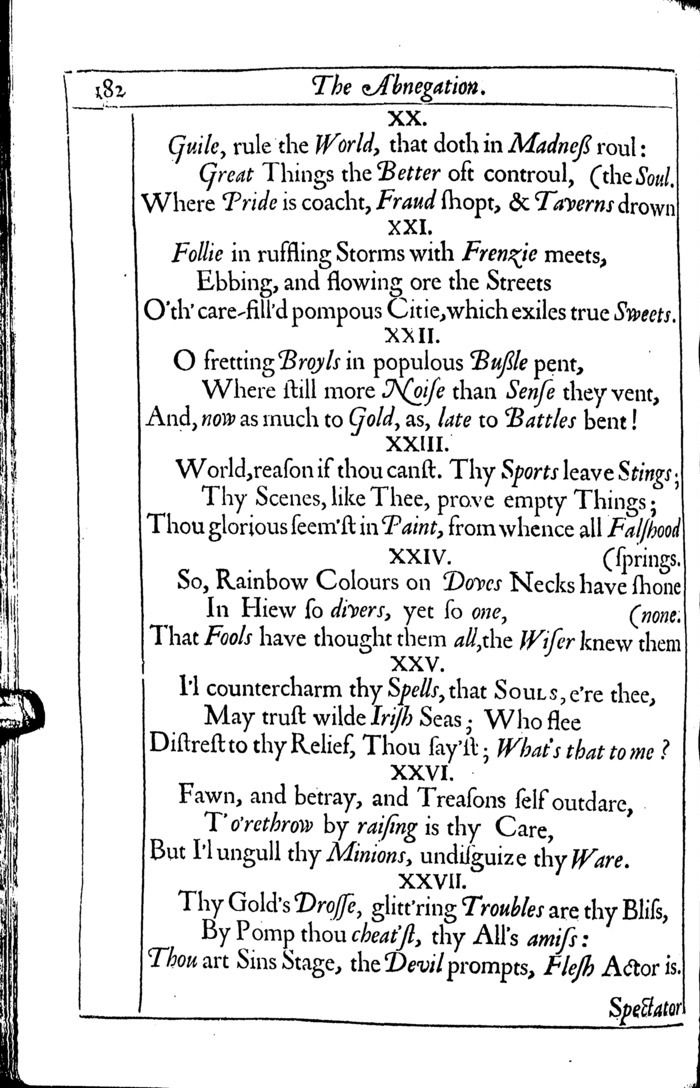 182 The Abnegation.
XX.
Guile, rule the World, that doth in Madneß roul:
Great Things the Better oft controul, (the Soul.
Where Pride is coacht, Fraud ſhopt, & Taverns drown
XXI.
Follie in ruffling Storms with Frenzie meets,
Ebbing, and flowing ore the Streets
O'th' care-fill'd pompous Citie, which exiles true Sweets.
XXII.
O fretting Broyls in populous Bußle pent,
Where ſtill more Noiſe than Senſe they vent,
And, now as much to Gold, as, late to Battles bent!
XXIII.
World, reaſon if thou canſt. Thy Sports leave Stings;
Thy Scenes, like Thee, prove empty Things;
Thou glorious ſeem'ſt in Paint, from whence all Falſhood
XXIV. (ſprings.
So, Rainbow Colours on Doves Necks have ſhone
In Hiew ſo divers, yet ſo one, (none.
That Fools have thought them all, the Wiſer knew them
XXV.
I'l countercharm thy Spells, that SOULS, e're thee,
May truſt wilde Iriſh Seas; Who flee
Diſtreſt to thy Relief, Thou ſay'ſt; What's that to me?
XXVI.
Fawn, and betray, and Treaſons ſelf outdare,
T'o'rethrow by raiſing is thy Care,
But I'l ungull thy Minions, undiſguize thy Ware.
XXVII.
Thy Gold's Droſſe, glitt'ring Troubles are thy Bliſs,
By Pomp thou cheat'ſt, thy All's amiſs:
Thou art Sins Stage, the Devil prompts, Fleſh Actor is.
Spectator